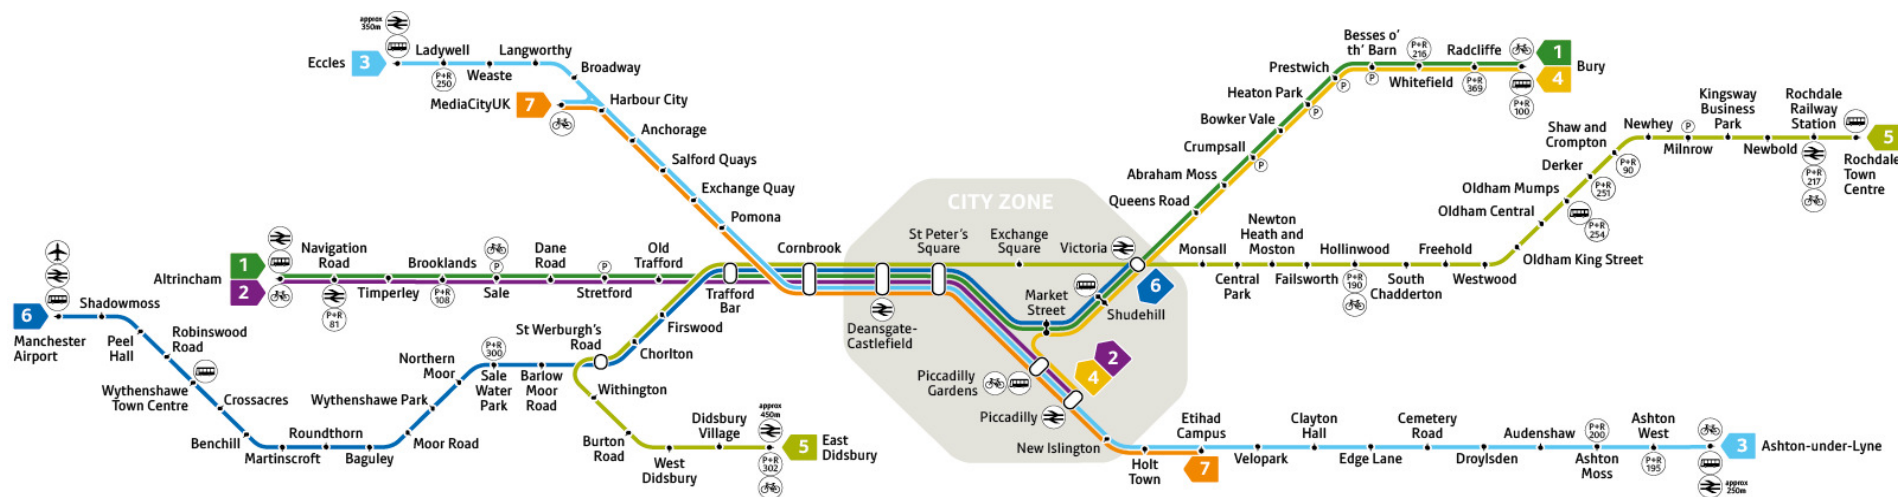 approx
350m
Eccles
3
Ladywell
P+R
250
Weaste
Langworthy
Broadway
MediaCityUK
7
Harbour City
Anchorage
Salford Quays
Exchange Quay
Pomona
Altrincham
1
2
Navigation
Road
P+R
81
Timperley
Brooklands
P+R
108
P
Sale
Dane
Road
P
Stretford
Old
Trafford
Trafford
Bar
Cornbrook
6
Manchester
Airport
Shadowmoss
Peel
Hall
Robinswood
Road
Wythenshawe
Town Centre
Crossacres
Benchill
Martinscroft
Roundthorn
Baguley
Moor Road
Wythenshawe Park
Northern
Moor
P+R
300
Sale
Water
Park
Barlow
Moor
Road
St Werburgh's
Road
Chorlton
Firswood
Withington
Burton
Road
West
Didsbury
Didsbury
Village
approx
450m
P+R
302
5
East
Didsbury
CITY ZONE
Deansgate-
Castlefield
St Peter's
Square
Exchange
Square
Victoria
6
Market
Street
Shudehill
2
4
Piccadilly
Gardens
Piccadilly
New Islington
Holt
Town
Etihad
Campus
7
Velopark
Clayton
Hall
Edge Lane
Cemetery
Road
Droylsden
Audenshaw
P+R
200
Ashton
Moss
Ashton
West
P+R
195
3
Ashton-under-Lyne
approx
250m
Queens Road
Abraham Moss
Crumpsall
P
Bowker Vale
Heaton Park
P
Prestwich
P
Besses o'
th' Barn
P
P+R
216
Whitefield
Radcliffe
P+R
369
1
4
Bury
P+R
100
Monsall
Central
Park
Newton
Heath and
Moston
Failsworth
Hollinwood
P+R
190
South
Chadderton
Freehold
Westwood
Oldham King Street
Oldham Central
Oldham Mumps
P+R
254
Derker
P+R
251
Shaw and
Crompton
P+R
90
Newhey
P
Milnrow
Kingsway
Business
Park
Newbold
Rochdale
Railway
Station
P+R
217
5
Rochdale
Town
Centre